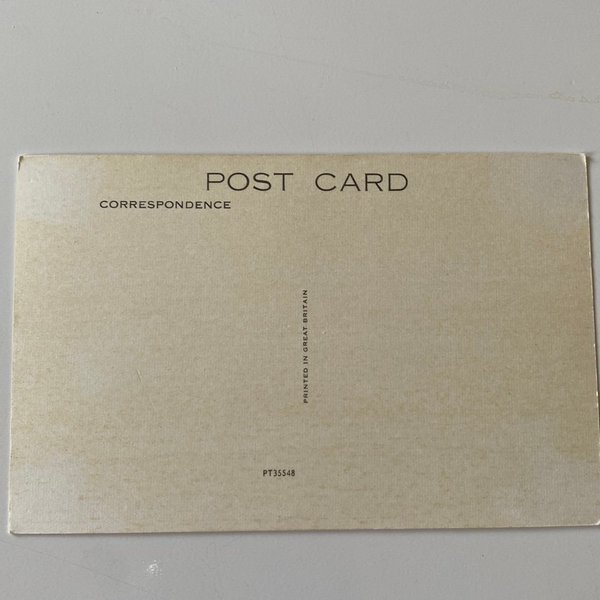 POST CARD
CORRESPONDENCE
PRINTED IN GREAT BRITAIN
PT35548